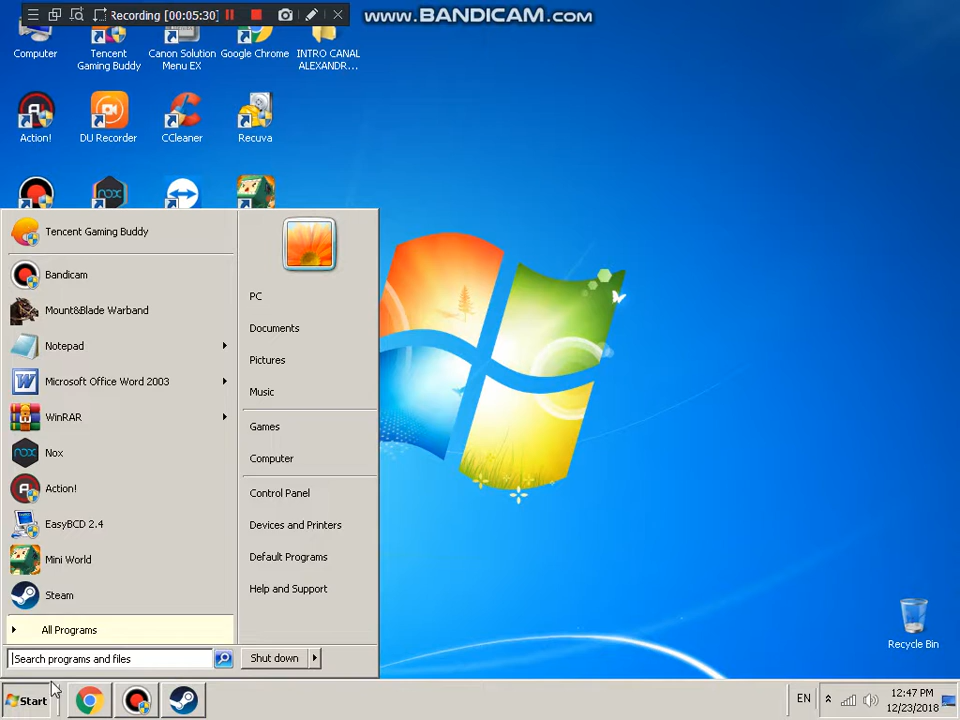 Recording [00:05:30]
www.BANDICAM.com
Computer
Tencent
Gaming Buddy
Canon Solution
Menu EX
Google Chrome
INTRO CANAL
ALEXANDR...
Action!
DU Recorder
CCleaner
Recuva
nox
Tencent Gaming Buddy
Bandicam
Mount&Blade Warband
Notepad
Microsoft Office Word 2003
WinRAR
Nox
Action!
EasyBCD 2.4
Mini World
Steam
All Programs
Search programs and files
PC
Documents
Pictures
Music
Games
Computer
Control Panel
Devices and Printers
Default Programs
Help and Support
Shut down
Recycle Bin
Start
EN
12:47 PM
12/23/2018